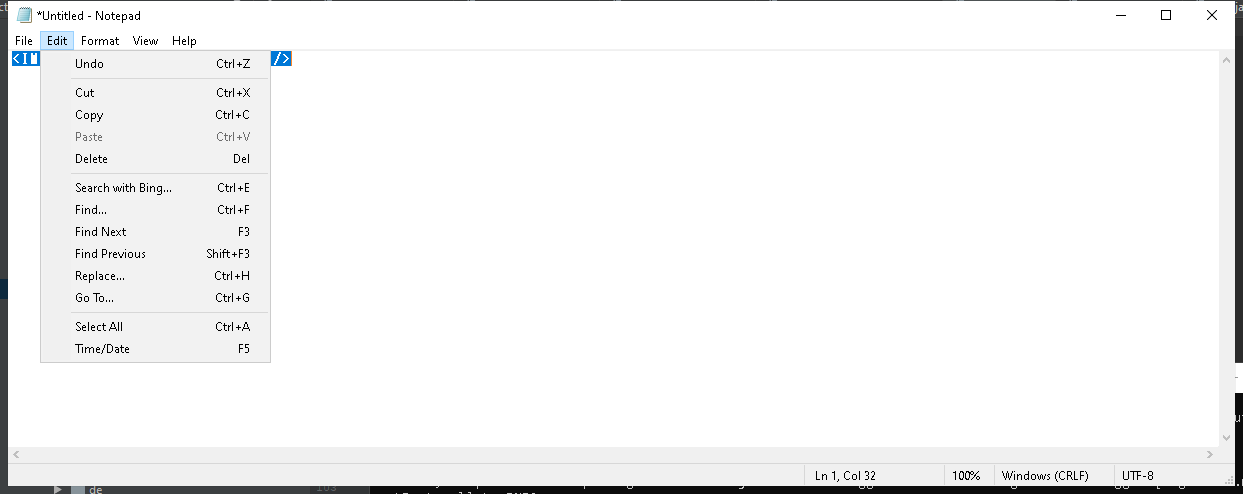 *Untitled - Notepad
File Edit Format View Help
/>
Undo Ctrl+Z
Cut Ctrl+X
Copy Ctrl+C
Paste Ctrl+V
Delete Del
Search with Bing... Ctrl+E
Find... Ctrl+F
Find Next F3
Find Previous Shift+F3
Replace... Ctrl+H
Go To... Ctrl+G
Select All Ctrl+A
Time/Date F5
Ln 1, Col 32 100% Windows (CRLF) UTF-8
de